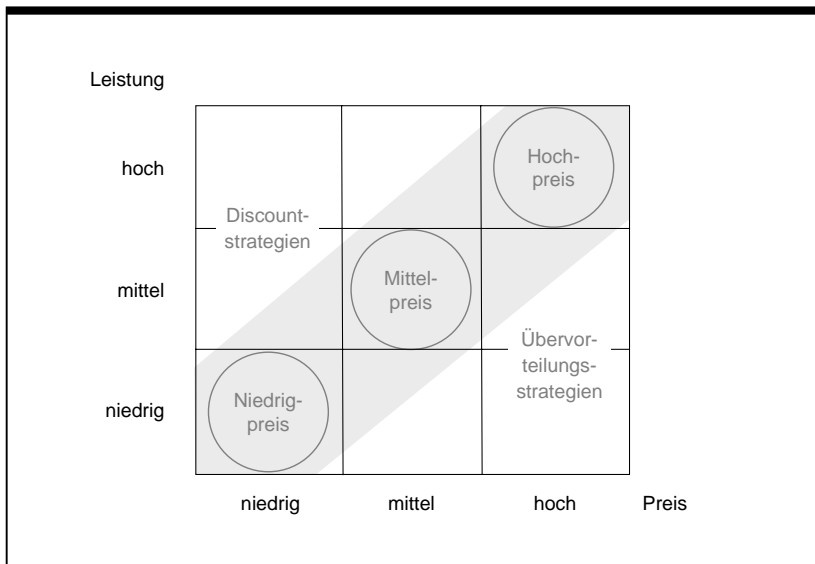 Leistung
hoch
Hoch-
preis
Discount-
strategien
mittel
Mittel-
preis
Übervor-
teilungs-
strategien
niedrig
Niedrig-
preis
niedrig mittel hoch Preis